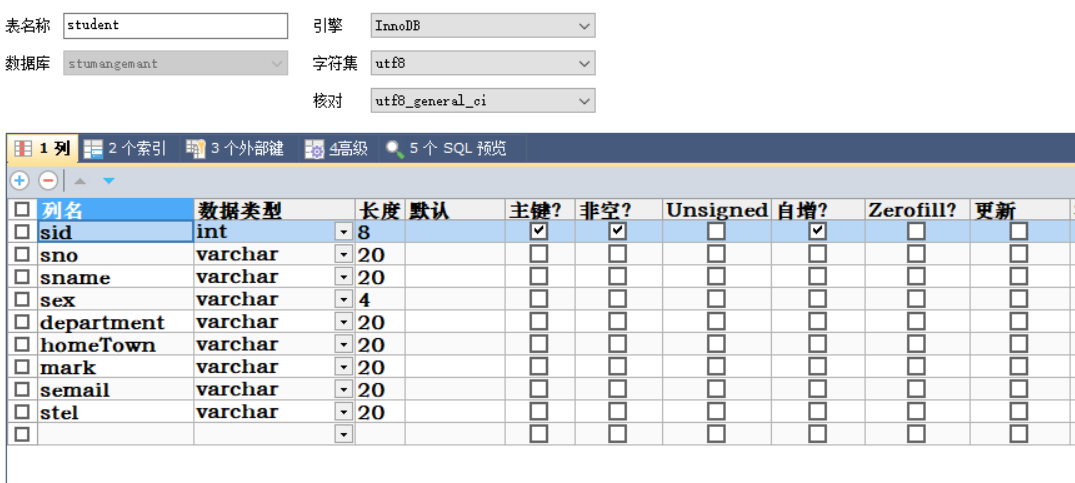 表名称 student 引擎 InnoDB
数据库 stumangemant 字符集 utf8
核对 utf8_general_ci
1 列 2 个索引 3 个外部键 4高级 5 个 SQL 预览
列名 数据类型 长度 默认 主键? 非空? Unsigned 自增? Zerofill? 更新
sid int 8
sno varchar 20
sname varchar 20
sex varchar 4
department varchar 20
homeTown varchar 20
mark varchar 20
semail varchar 20
stel varchar 20